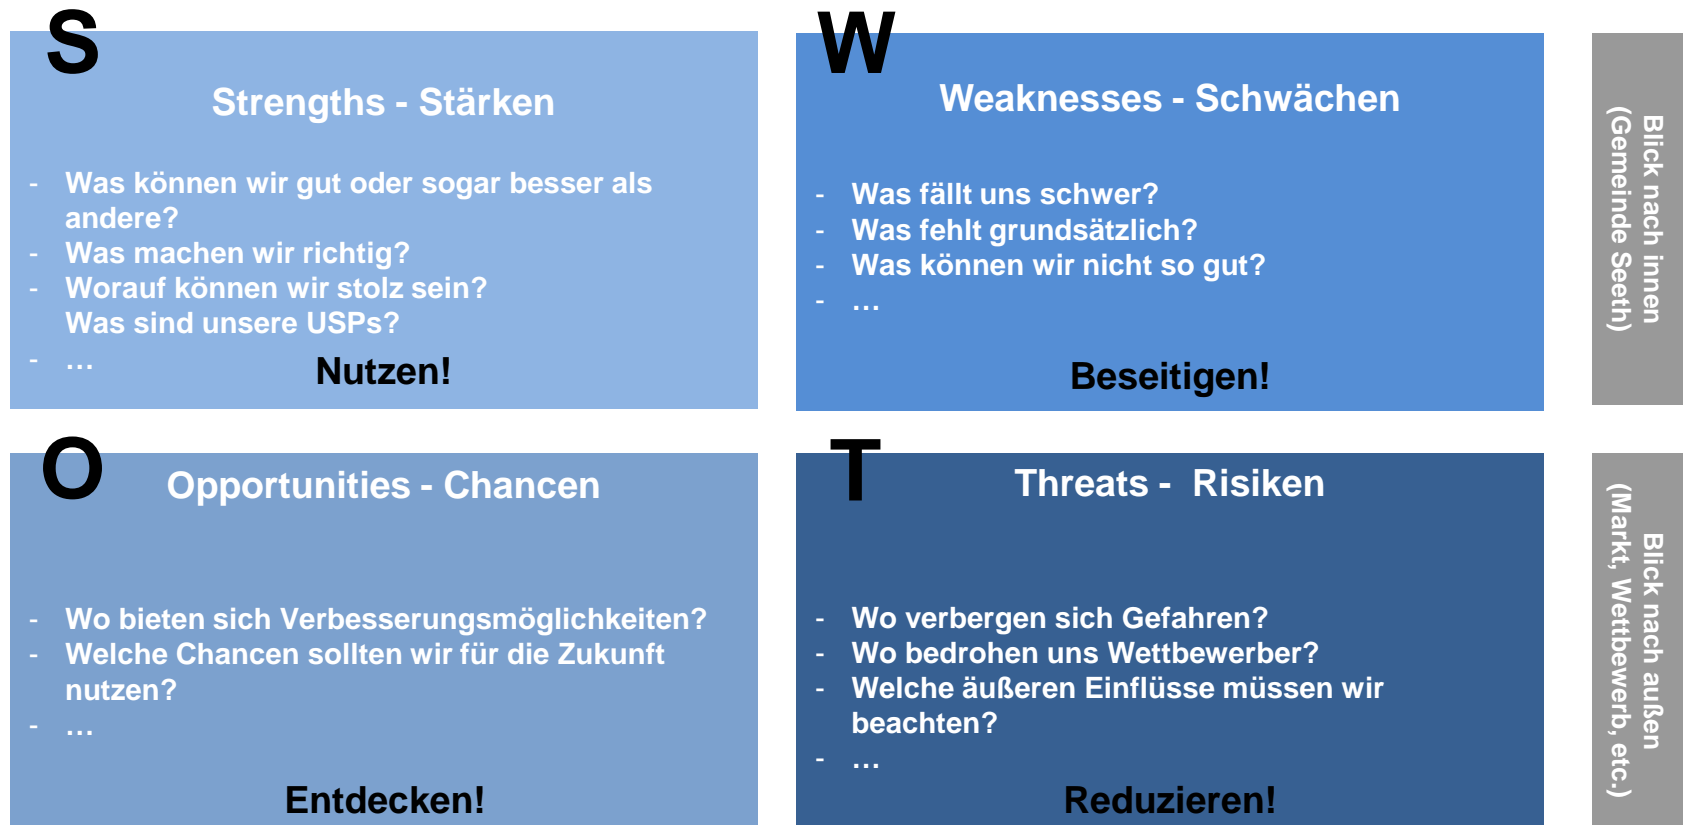 S
Strengths - Stärken
- Was können wir gut oder sogar besser als
andere?
- Was machen wir richtig?
- Worauf können wir stolz sein?
Was sind unsere USPs?
- …
Nutzen!
W
Weaknesses - Schwächen
- Was fällt uns schwer?
- Was fehlt grundsätzlich?
- Was können wir nicht so gut?
- …
Beseitigen!
Blick nach innen
(Gemeinde Seeth)
O
Opportunities - Chancen
- Wo bieten sich Verbesserungsmöglichkeiten?
- Welche Chancen sollten wir für die Zukunft
nutzen?
- …
Entdecken!
T
Threats - Risiken
- Wo verbergen sich Gefahren?
- Wo bedrohen uns Wettbewerber?
- Welche äußeren Einflüsse müssen wir
beachten?
- …
Reduzieren!
Blick nach außen
(Markt, Wettbewerb, etc.)